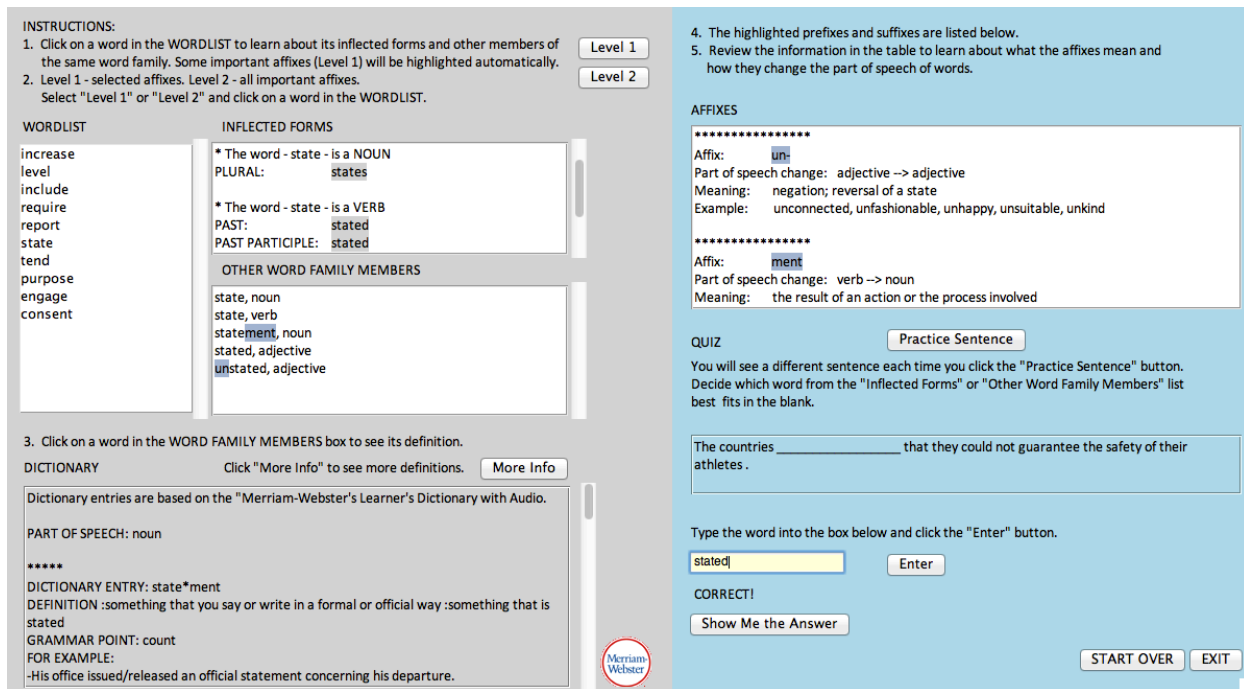 INSTRUCTIONS:
1. Click on a word in the WORDLIST to learn about its inflected forms and other members of
the same word family. Some important affixes (Level 1) will be highlighted automatically.
2. Level 1 - selected affixes. Level 2 - all important affixes.
Select "Level 1" or "Level 2" and click on a word in the WORDLIST.
Level 1
Level 2
WORDLIST
increase
level
include
require
report
state
tend
purpose
engage
consent
INFLECTED FORMS
* The word - state - is a NOUN
PLURAL: states
* The word - state - is a VERB
PAST: stated
PAST PARTICIPLE: stated
OTHER WORD FAMILY MEMBERS
state, noun
state, verb
statement, noun
stated, adjective
unstated, adjective
3. Click on a word in the WORD FAMILY MEMBERS box to see its definition.
DICTIONARY
Click "More Info" to see more definitions.
More Info
Dictionary entries are based on the "Merriam-Webster's Learner's Dictionary with Audio.
PART OF SPEECH: noun
*****
DICTIONARY ENTRY: state*ment
DEFINITION :something that you say or write in a formal or official way :something that is
stated
GRAMMAR POINT: count
FOR EXAMPLE:
-His office issued/released an official statement concerning his departure.
Merriam-
Webster
4. The highlighted prefixes and suffixes are listed below.
5. Review the information in the table to learn about what the affixes mean and
how they change the part of speech of words.
AFFIXES
****************
Affix: un-
Part of speech change: adjective --> adjective
Meaning: negation; reversal of a state
Example: unconnected, unfashionable, unhappy, unsuitable, unkind
****************
Affix: ment
Part of speech change: verb --> noun
Meaning: the result of an action or the process involved
QUIZ
Practice Sentence
You will see a different sentence each time you click the "Practice Sentence" button.
Decide which word from the "Inflected Forms" or "Other Word Family Members" list
best fits in the blank.
The countries ___________________ that they could not guarantee the safety of their
athletes .
Type the word into the box below and click the "Enter" button.
stated
Enter
CORRECT!
Show Me the Answer
START OVER
EXIT